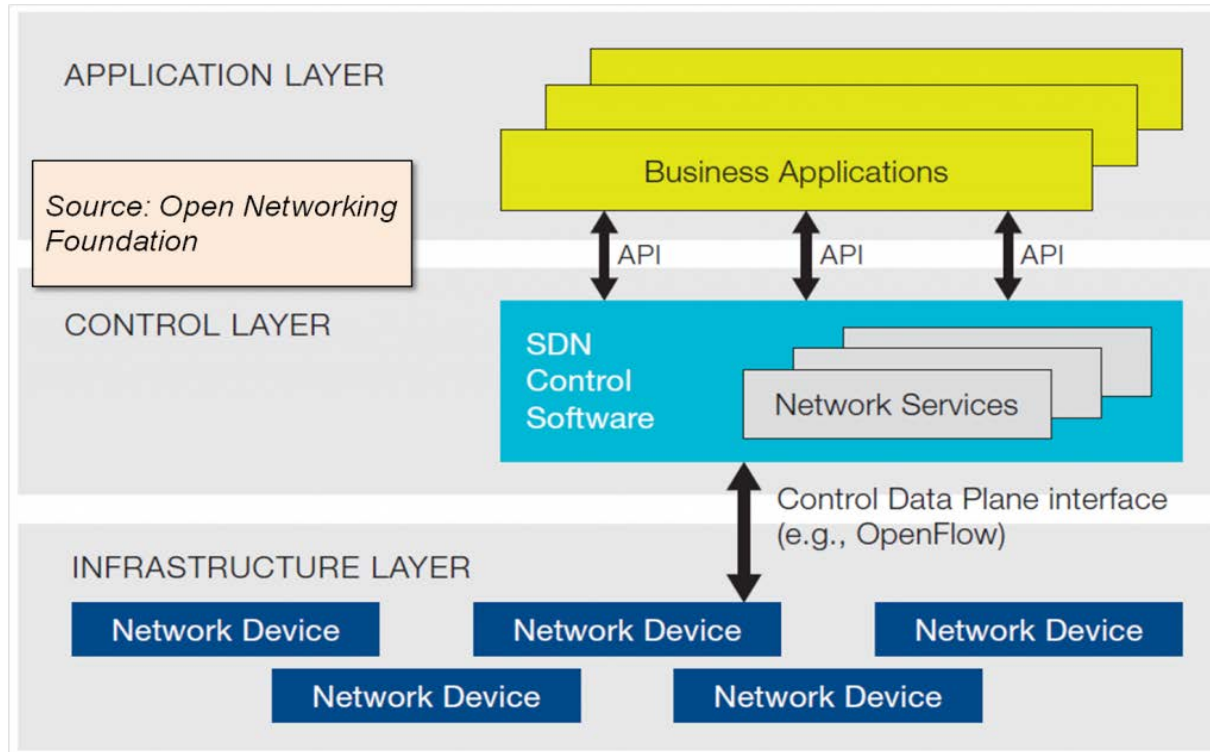 APPLICATION LAYER
Business Applications
Source: Open Networking
Foundation
API
API
API
CONTROL LAYER
SDN
Control
Software
Network Services
Control Data Plane interface
(e.g., OpenFlow)
INFRASTRUCTURE LAYER
Network Device
Network Device
Network Device
Network Device
Network Device